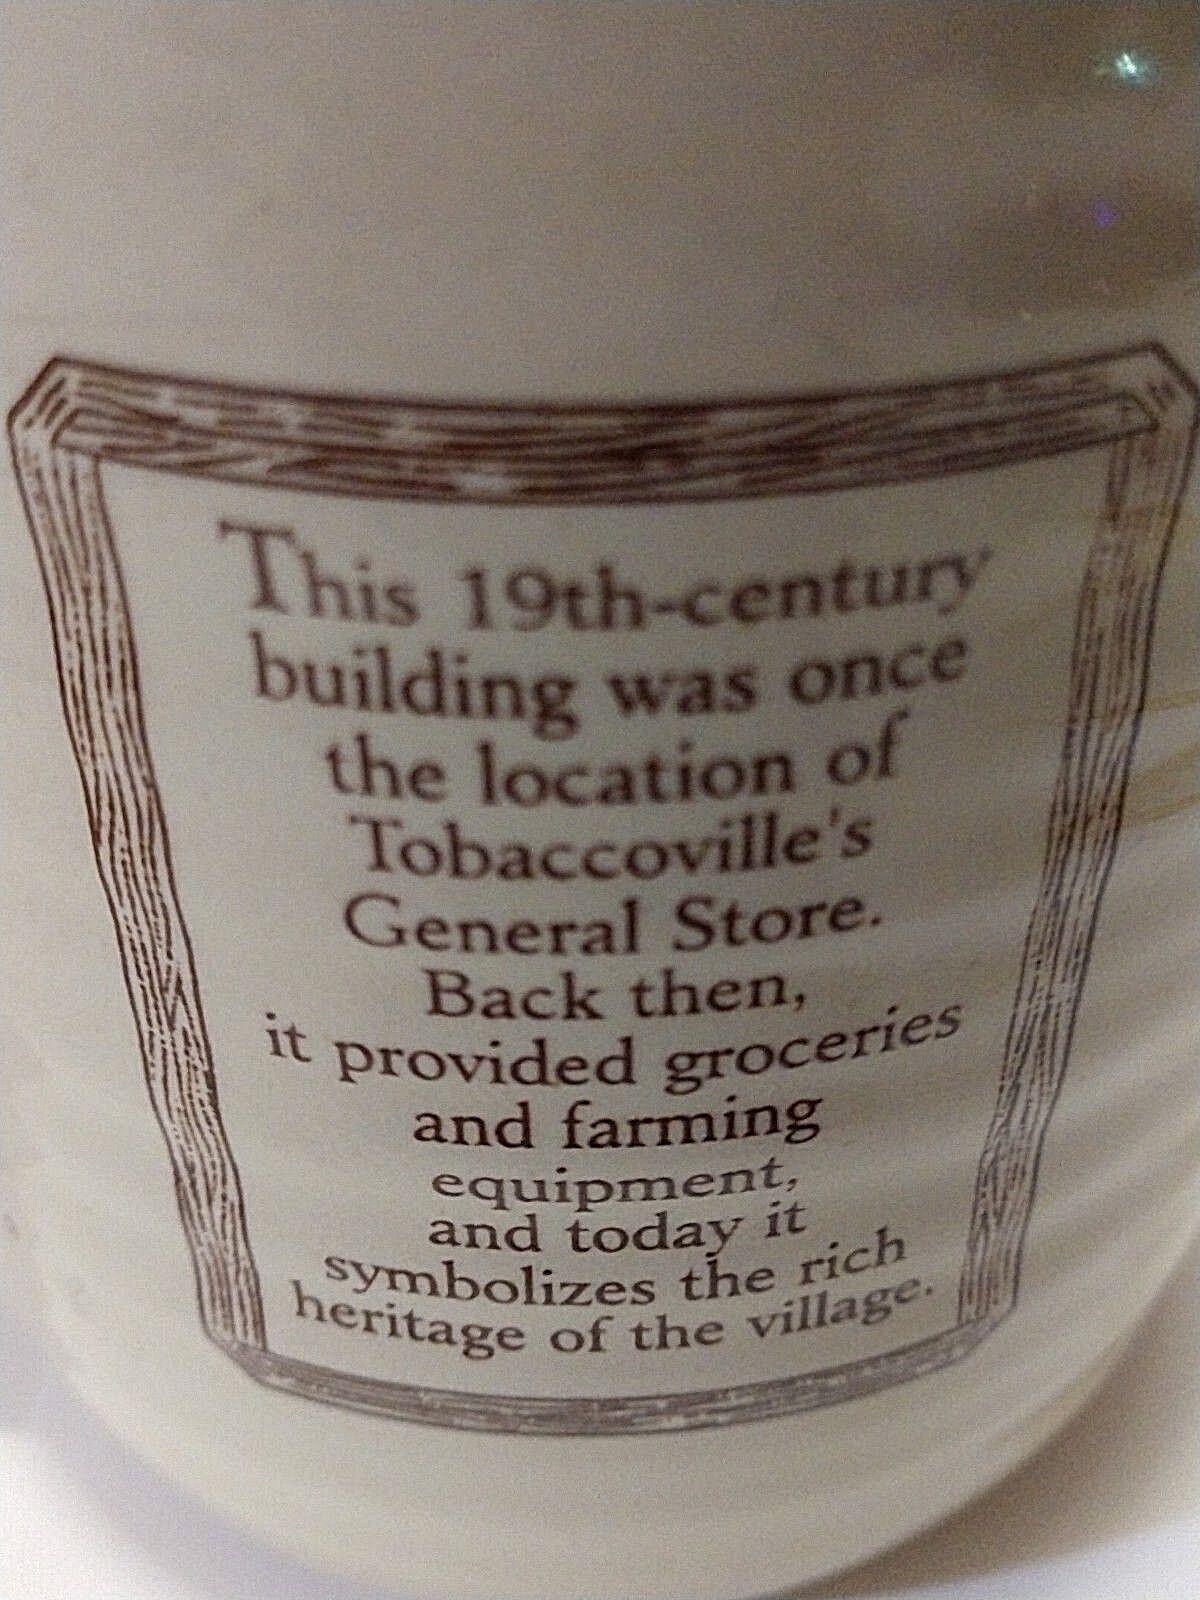 This 19th-century
building was once
the location of
Tobaccoville's
General Store.
Back then,
it provided groceries
and farming
equipment,
and today it
symbolizes the rich
heritage of the village.